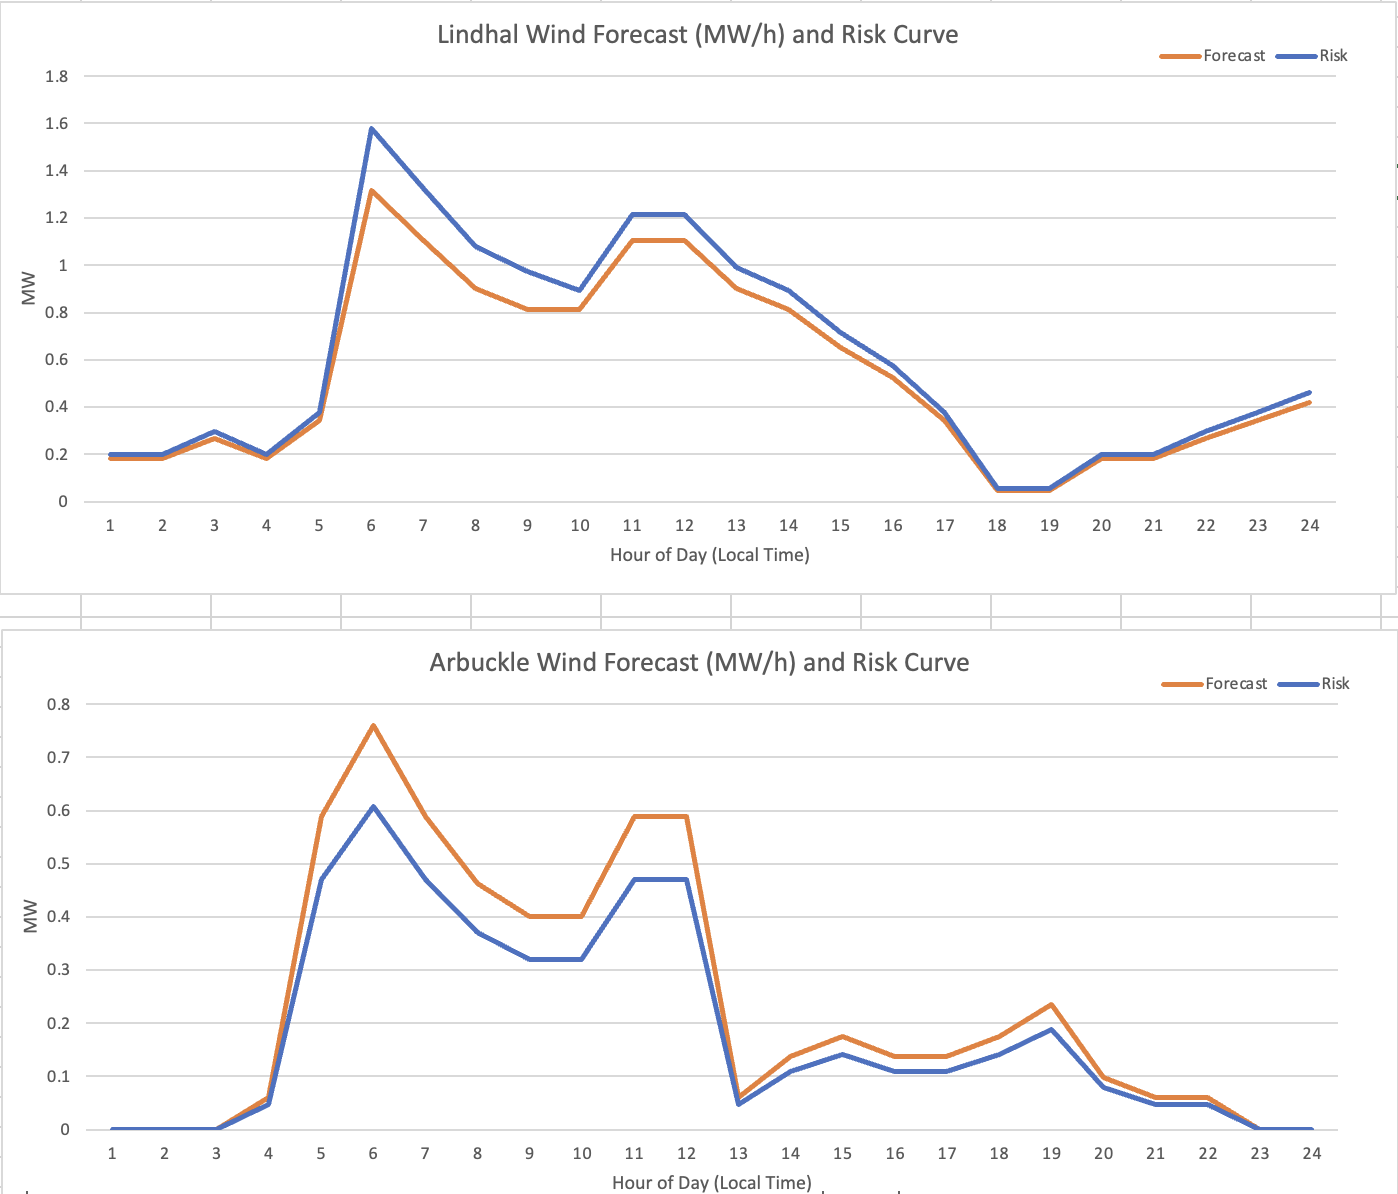 Lindhal Wind Forecast (MW/h) and Risk Curve
Forecast Risk
1.8
1.6
1.4
1.2
1
0.8
0.6
0.4
0.2
0
MW
1 2 3 4 5 6 7 8 9 10 11 12 13 14 15 16 17 18 19 20 21 22 23 24
Hour of Day (Local Time)
Arbuckle Wind Forecast (MW/h) and Risk Curve
Forecast Risk
0.8
0.7
0.6
0.5
0.4
0.3
0.2
0.1
0
MW
1 2 3 4 5 6 7 8 9 10 11 12 13 14 15 16 17 18 19 20 21 22 23 24
Hour of Day (Local Time)